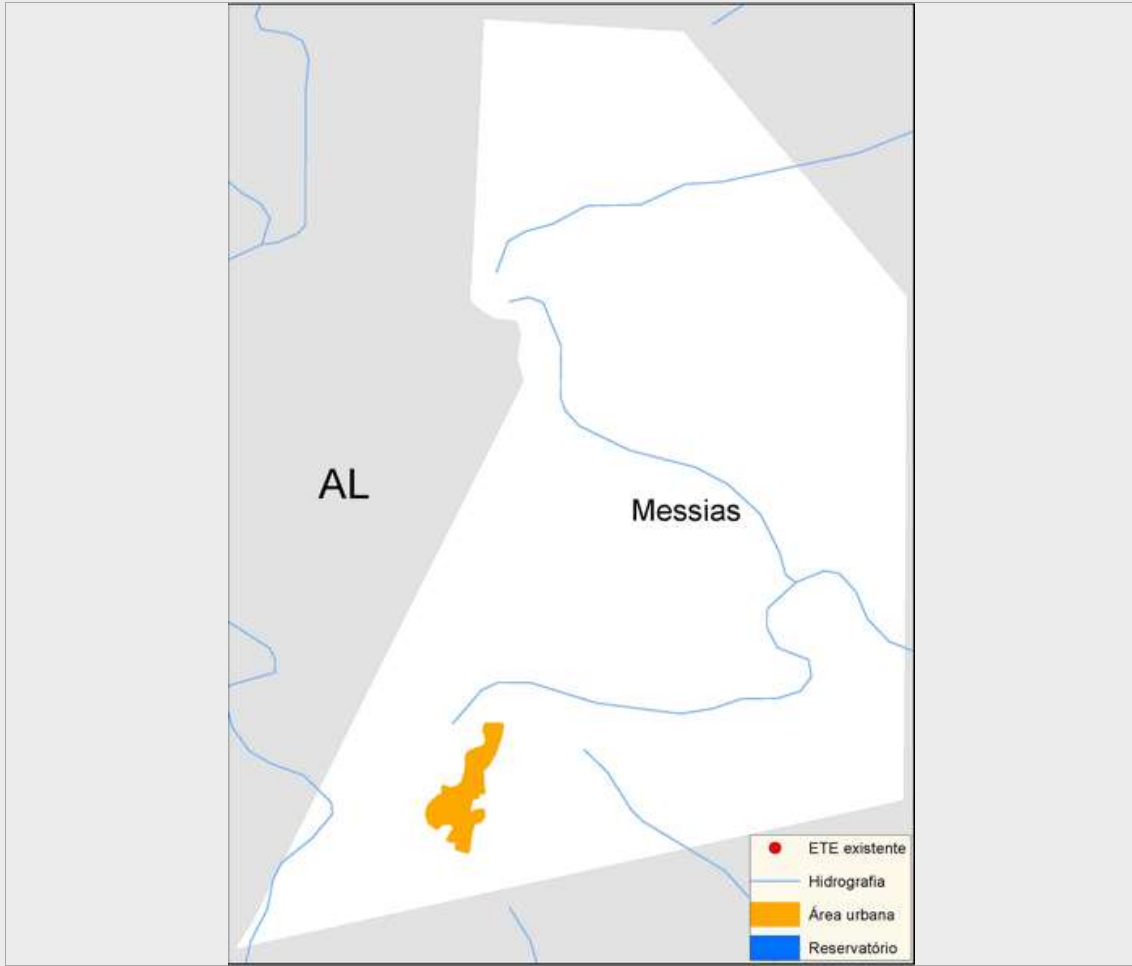 AL
Messias
ETE existente
Hidrografia
Área urbana
Reservatório